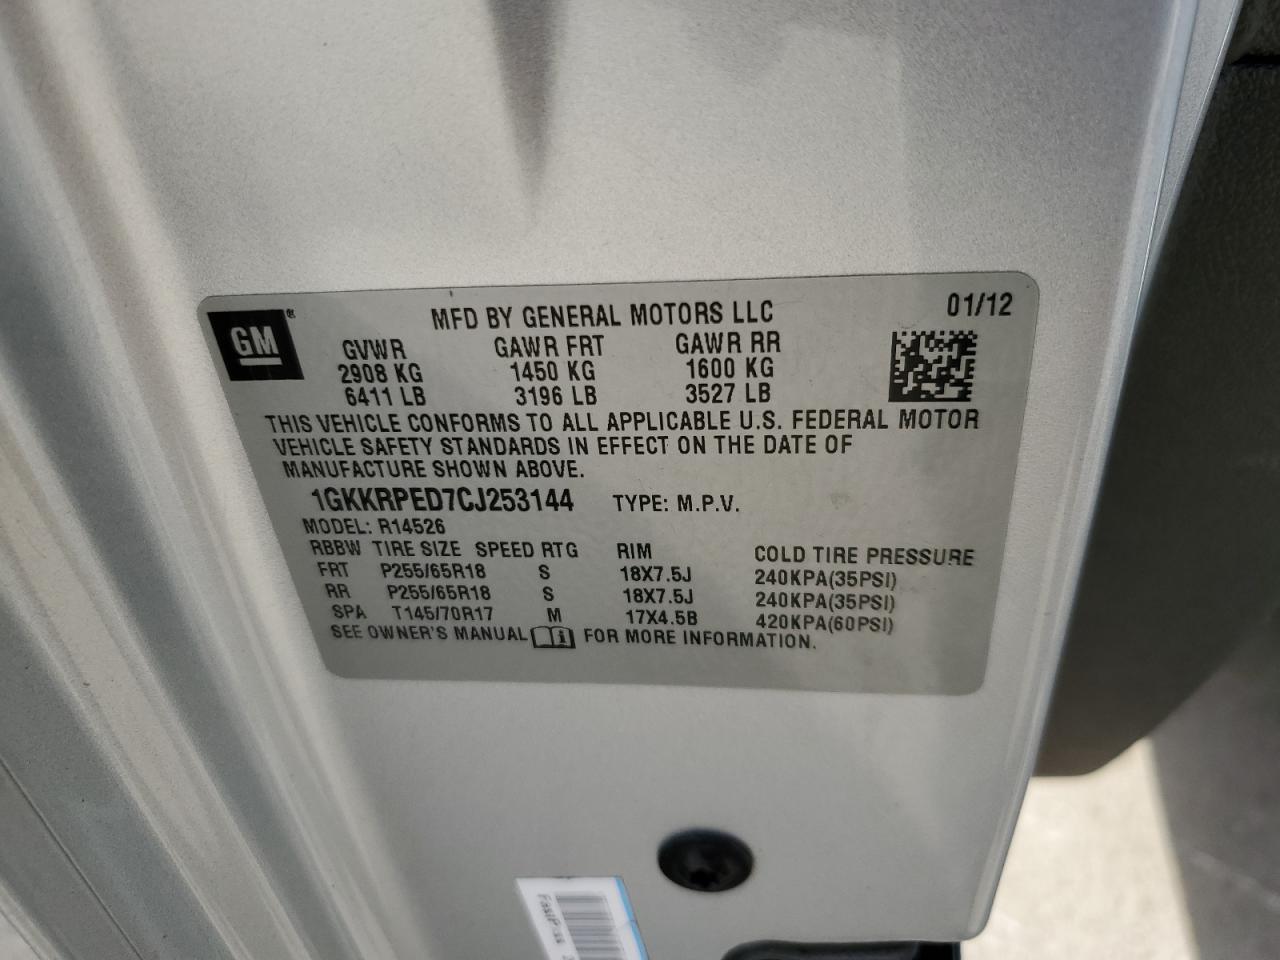 GM®
MFD BY GENERAL MOTORS LLC 01/12
GVWR GAWR FRT GAWR RR
2908 KG 1450 KG 1600 KG
6411 LB 3196 LB 3527 LB
THIS VEHICLE CONFORMS TO ALL APPLICABLE U.S. FEDERAL MOTOR
VEHICLE SAFETY STANDARDS IN EFFECT ON THE DATE OF
MANUFACTURE SHOWN ABOVE.
1GKKRPED7CJ253144 TYPE: M.P.V.
MODEL: R14526
RBBW TIRE SIZE SPEED RTG RIM COLD TIRE PRESSURE
FRT P255/65R18 S 18X7.5J 240KPA(35PSI)
RR P255/65R18 S 18X7.5J 240KPA(35PSI)
SPA T145/70R17 M 17X4.5B 420KPA(60PSI)
SEE OWNER'S MANUAL FOR MORE INFORMATION.